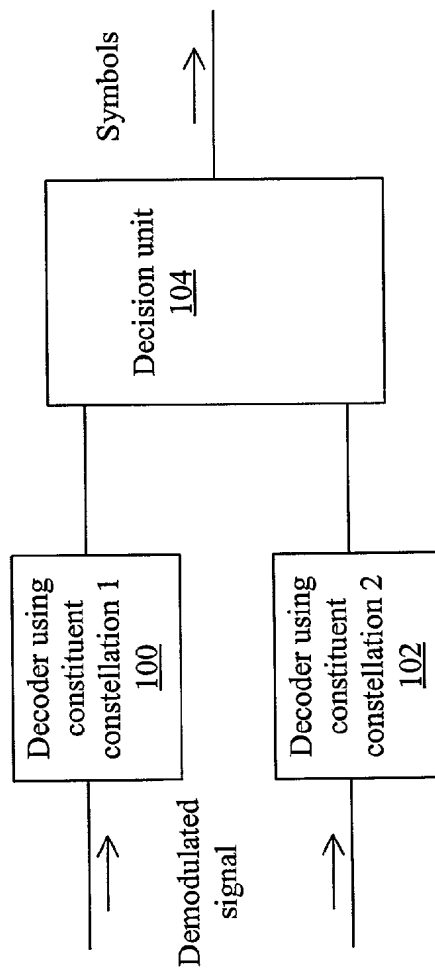 Demodulated
signal
Decoder using
constituent
constellation 1
100
Decoder using
constituent
constellation 2
102
Decision unit
104
Symbols